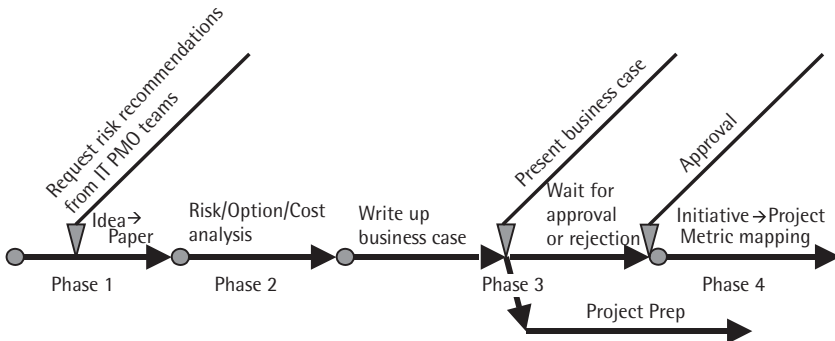 Request risk recommendations
from IT PMO teams
Idea→
Paper
Risk/Option/Cost
analysis
Write up
business case
Present business case
Wait for
approval
or rejection
Approval
Initiative→Project
Metric mapping
Phase 1
Phase 2
Phase 3
Phase 4
Project Prep